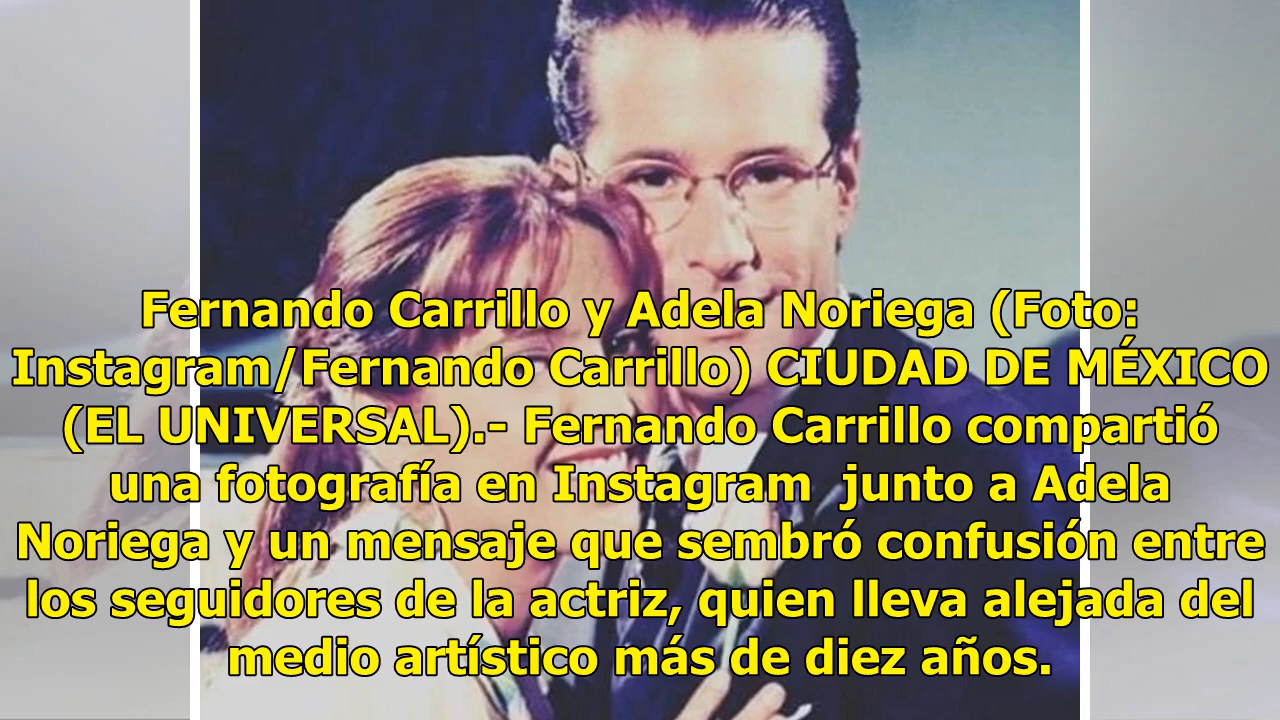 Fernando Carrillo y Adela Noriega (Foto:
Instagram/Fernando Carrillo) CIUDAD DE MÉXICO
(EL UNIVERSAL).- Fernando Carrillo compartió
una fotografía en Instagram  junto a Adela
Noriega y un mensaje que sembró confusión entre
los seguidores de la actriz, quien lleva alejada del
medio artístico más de diez años.